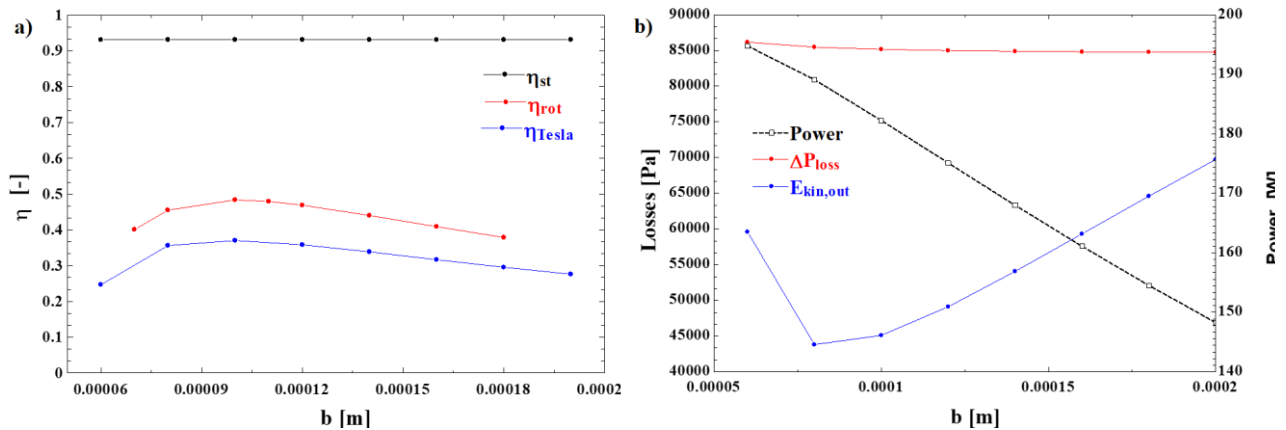 a)
1
0.9
0.8
0.7
0.6
0.5
0.4
0.3
0.2
0.1
0
η [-]
ηst
ηrot
ηTesla
0.00006 0.00009 0.00012 0.00015 0.00018 0.0002
b [m]
b)
90000
85000
80000
75000
70000
65000
60000
55000
50000
45000
40000
Losses [Pa]
Power
ΔPloss
Ekin,out
200
190
180
170
160
150
140
Power [W]
0.00005 0.0001 0.00015 0.0002
b [m]